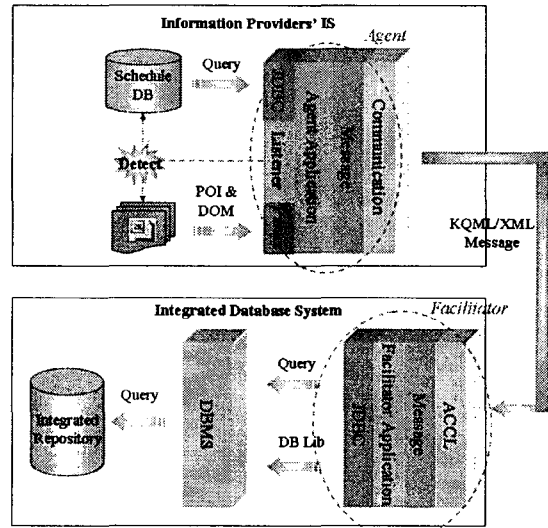 Information Providers' IS
Agent
Schedule
DB
Query
JDBC
Listener
Agent Application
Message
Communication
Detect
POI &
DOM
KQML/XML
Message
Integrated Database System
Facilitator
Integrated
Repository
Query
DBMS
Query
DB Lib
JDBC
Facilitator Application
Message
ACCL